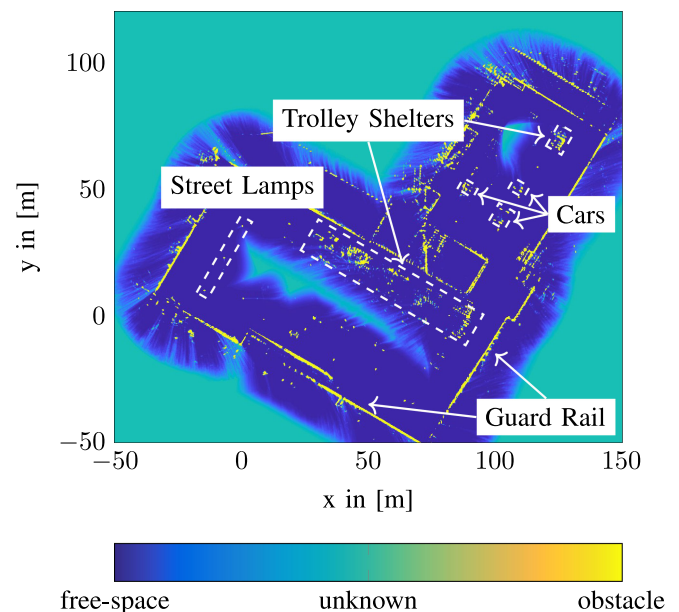 100
Trolley Shelters
Street Lamps
50
Cars
y in [m]
0
Guard Rail
−50
−50 0 50 100 150
x in [m]
free-space unknown obstacle